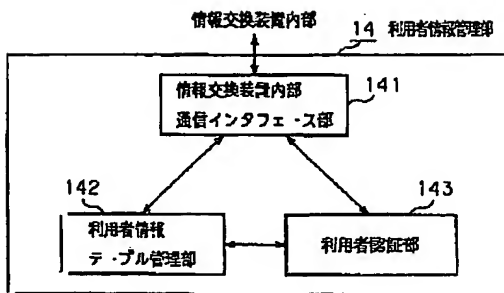 情報交換装置内部
14 利用者情報管理部
情報交換装置内部
通信インタフェ-ス部
141
142
利用者情報
テ-ブル管理部
143
利用者認証部